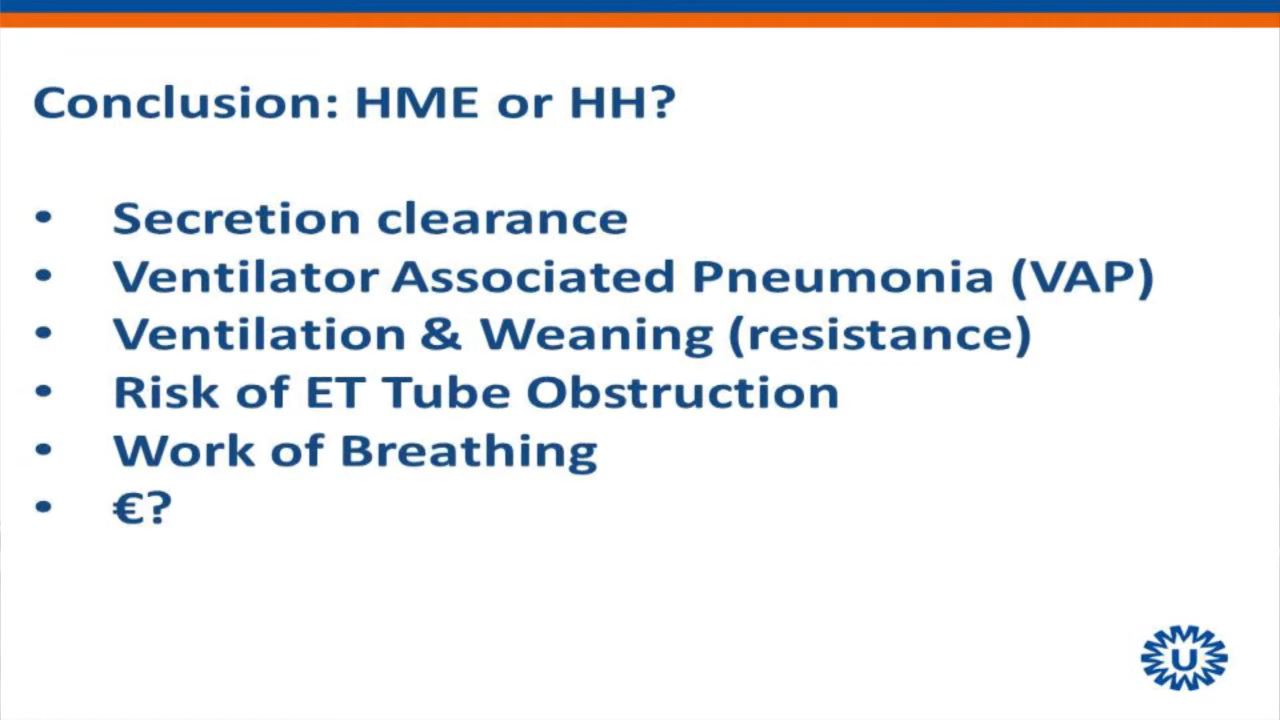 Conclusion: HME or HH?
• Secretion clearance
• Ventilator Associated Pneumonia (VAP)
• Ventilation & Weaning (resistance)
• Risk of ET Tube Obstruction
• Work of Breathing
• €?
U